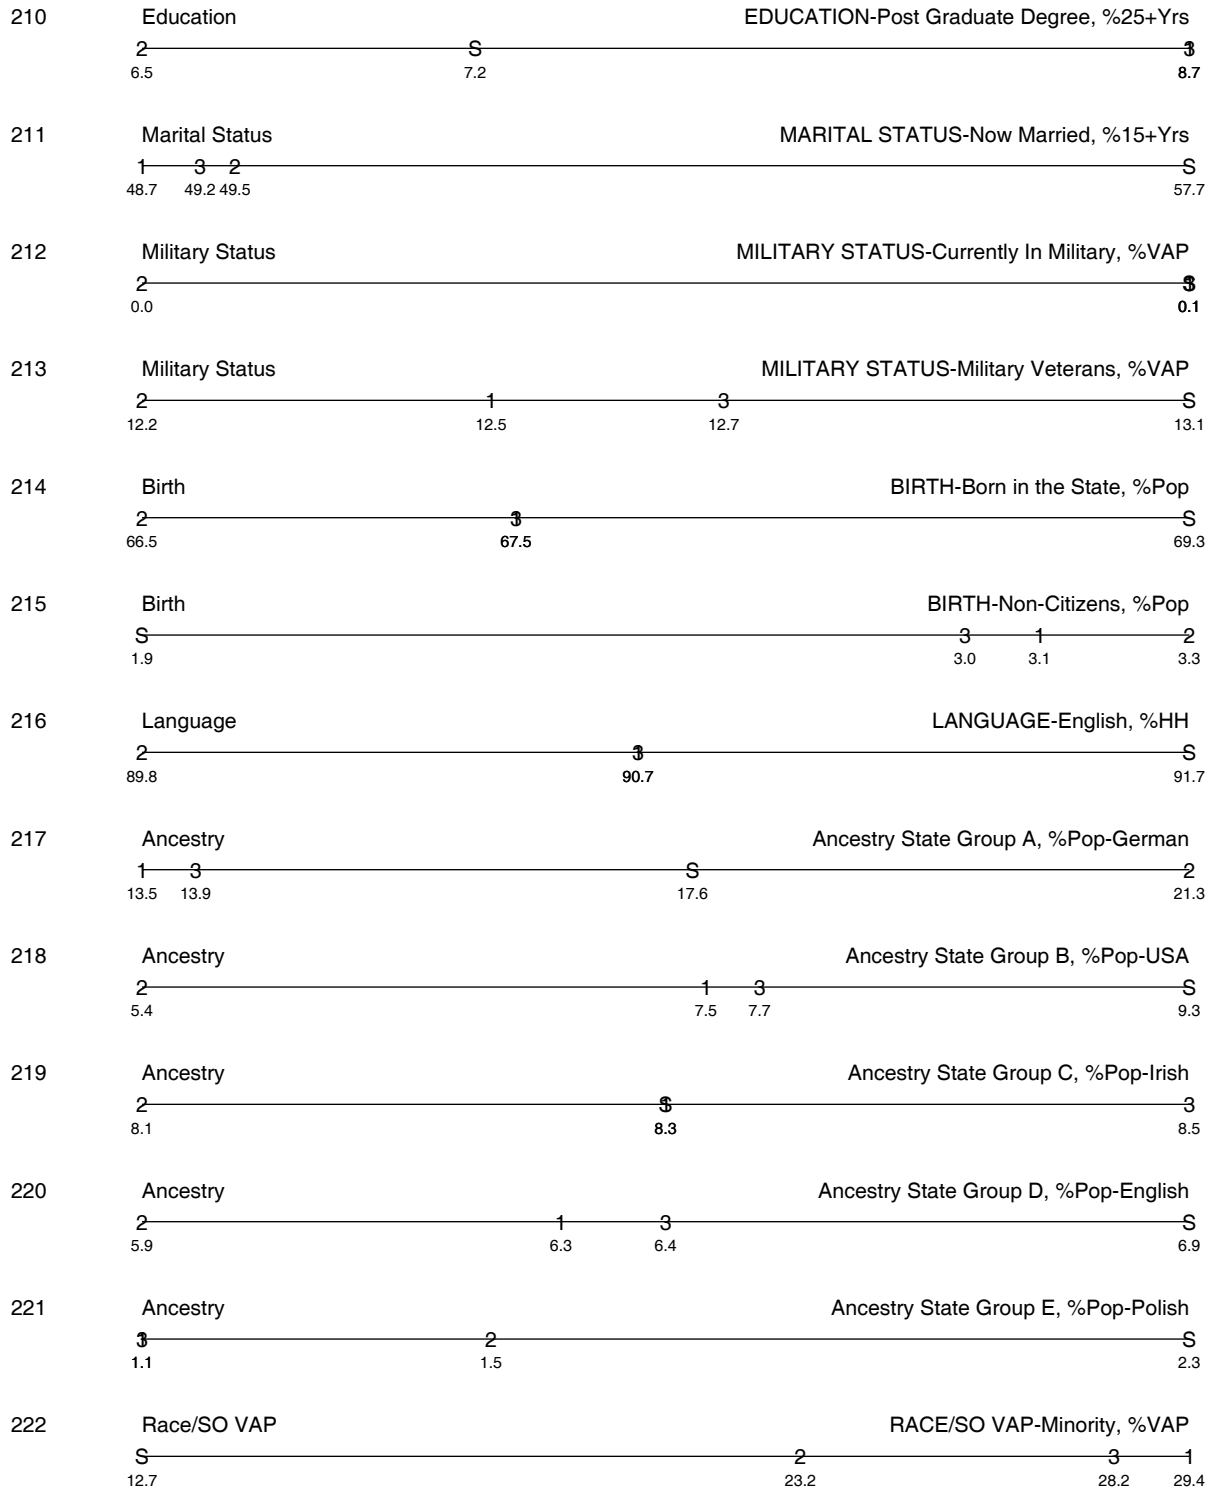 210 Education EDUCATION-Post Graduate Degree, %25+Yrs
2 S 1 3
6.5 7.2 8.7 8.7
211 Marital Status MARITAL STATUS-Now Married, %15+Yrs
1 3 2 S
48.7 49.2 49.5 57.7
212 Military Status MILITARY STATUS-Currently In Military, %VAP
2 S 1 3
0.0 0.1
213 Military Status MILITARY STATUS-Military Veterans, %VAP
2 1 3 S
12.2 12.5 12.7 13.1
214 Birth BIRTH-Born in the State, %Pop
2 1 3 S
66.5 67.5 69.3
215 Birth BIRTH-Non-Citizens, %Pop
S 3 1 2
1.9 3.0 3.1 3.3
216 Language LANGUAGE-English, %HH
2 1 3 S
89.8 90.7 91.7
217 Ancestry Ancestry State Group A, %Pop-German
1 3 S 2
13.5 13.9 17.6 21.3
218 Ancestry Ancestry State Group B, %Pop-USA
2 1 3 S
5.4 7.5 7.7 9.3
219 Ancestry Ancestry State Group C, %Pop-Irish
2 S 1 3
8.1 8.3 8.5
220 Ancestry Ancestry State Group D, %Pop-English
2 1 3 S
5.9 6.3 6.4 6.9
221 Ancestry Ancestry State Group E, %Pop-Polish
1 3 2 S
1.1 1.5 2.3
222 Race/SO VAP RACE/SO VAP-Minority, %VAP
S 2 3 1
12.7 23.2 28.2 29.4